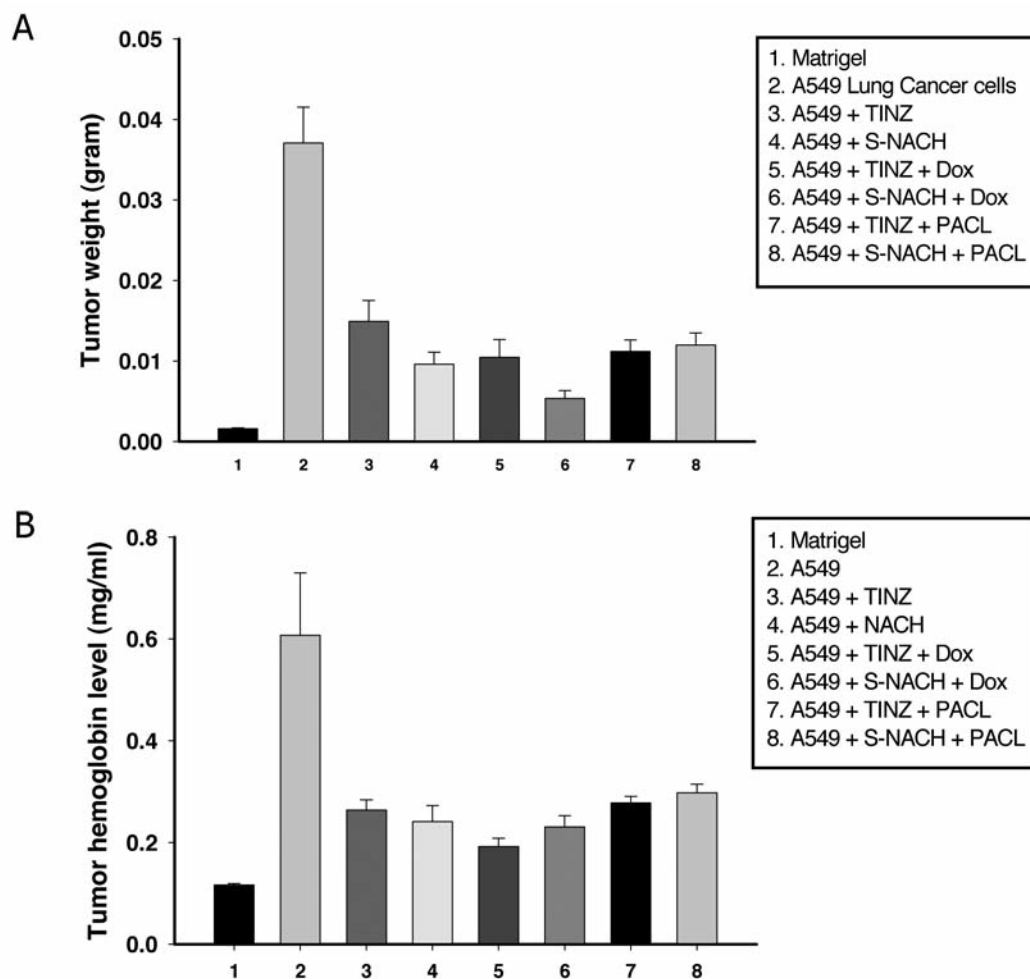 A
Tumor weight (gram)
0.05
0.04
0.03
0.02
0.01
0.00
1 2 3 4 5 6 7 8
1. Matrigel
2. A549 Lung Cancer cells
3. A549 + TINZ
4. A549 + S-NACH
5. A549 + TINZ + Dox
6. A549 + S-NACH + Dox
7. A549 + TINZ + PACL
8. A549 + S-NACH + PACL
B
Tumor hemoglobin level (mg/ml)
0.8
0.6
0.4
0.2
0.0
1 2 3 4 5 6 7 8
1. Matrigel
2. A549
3. A549 + TINZ
4. A549 + NACH
5. A549 + TINZ + Dox
6. A549 + S-NACH + Dox
7. A549 + TINZ + PACL
8. A549 + S-NACH + PACL